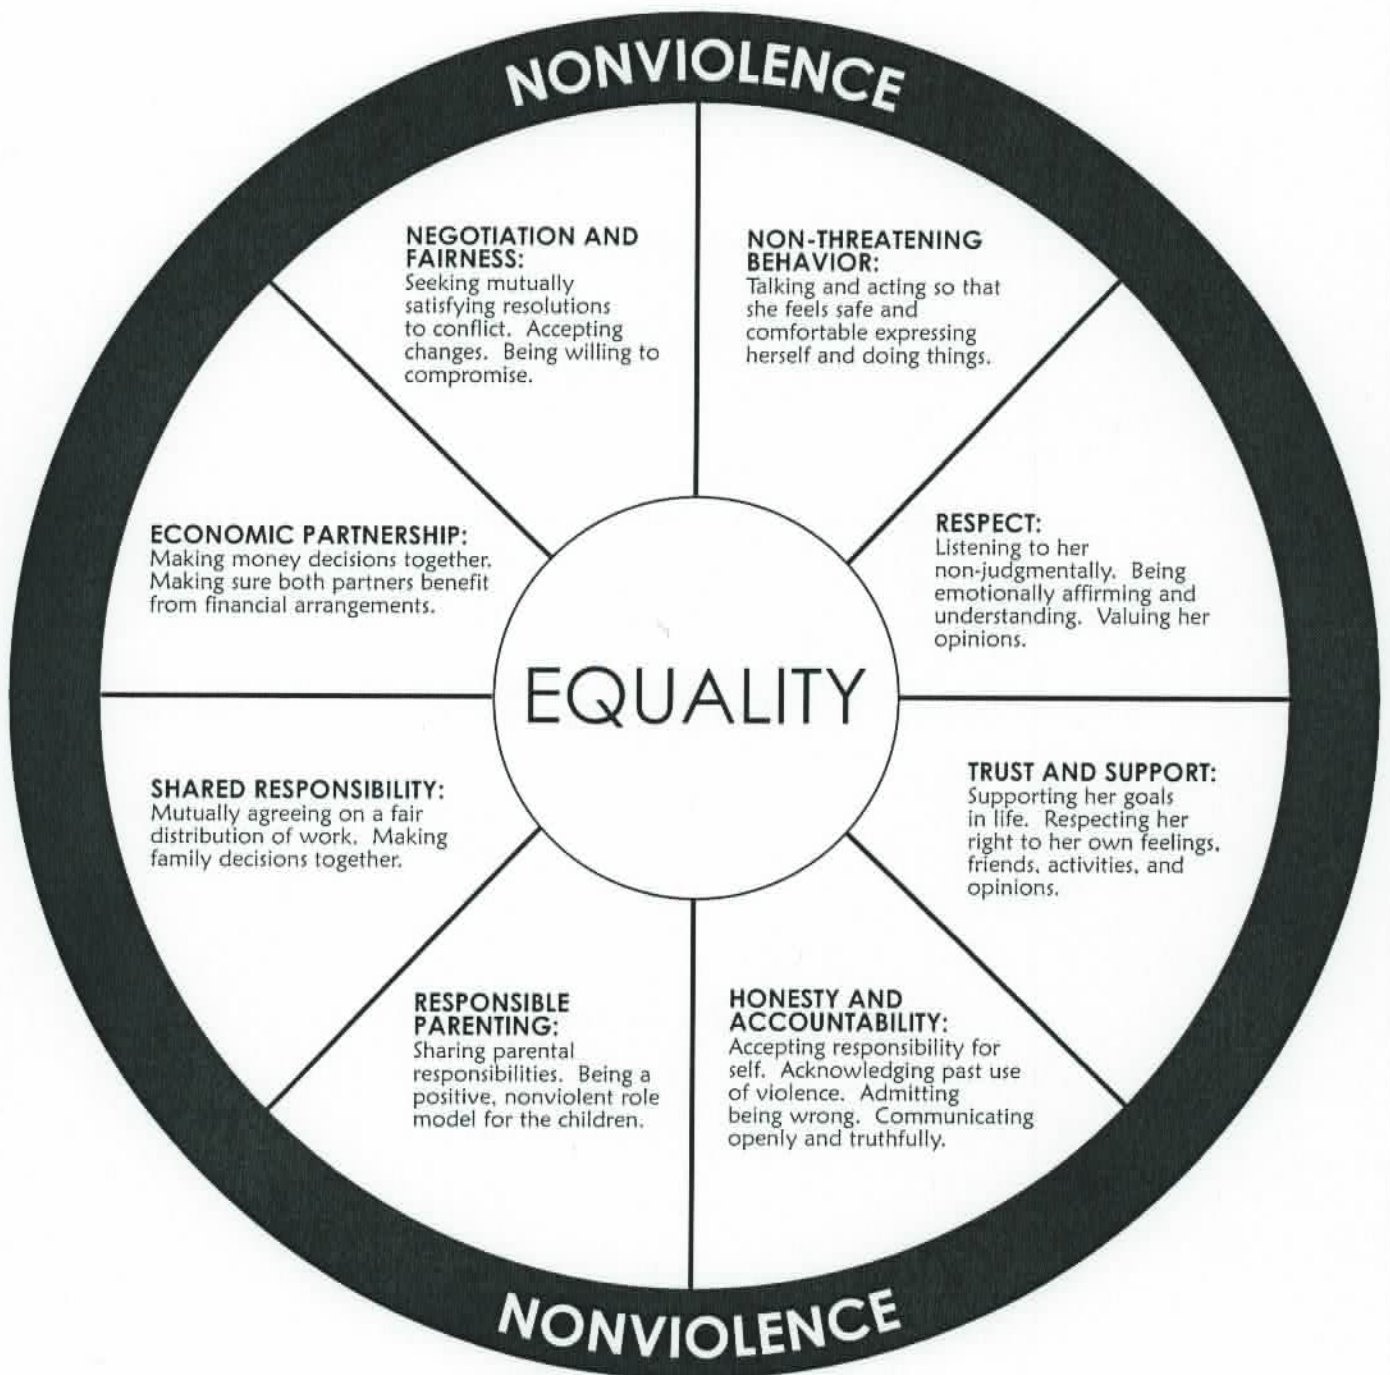 NONVIOLENCE
NEGOTIATION AND
FAIRNESS:
Seeking mutually
satisfying resolutions
to conflict. Accepting
changes. Being willing to
compromise.
NON-THREATENING
BEHAVIOR:
Talking and acting so that
she feels safe and
comfortable expressing
herself and doing things.
ECONOMIC PARTNERSHIP:
Making money decisions together.
Making sure both partners benefit
from financial arrangements.
RESPECT:
Listening to her
non-judgmentally. Being
emotionally affirming and
understanding. Valuing her
opinions.
EQUALITY
SHARED RESPONSIBILITY:
Mutually agreeing on a fair
distribution of work. Making
family decisions together.
TRUST AND SUPPORT:
Supporting her goals
in life. Respecting her
right to her own feelings,
friends, activities, and
opinions.
RESPONSIBLE
PARENTING:
Sharing parental
responsibilities. Being a
positive, nonviolent role
model for the children.
HONESTY AND
ACCOUNTABILITY:
Accepting responsibility for
self. Acknowledging past use
of violence. Admitting
being wrong. Communicating
openly and truthfully.
NONVIOLENCE